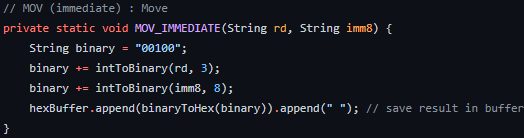 // MOV (immediate) : Move
private static void MOV_IMMEDIATE(String rd, String imm8) {
    String binary = "00100";
    binary += intToBinary(rd, 3);
    binary += intToBinary(imm8, 8);
    hexBuffer.append(binaryToHex(binary)).append(" "); // save result in buffer
}